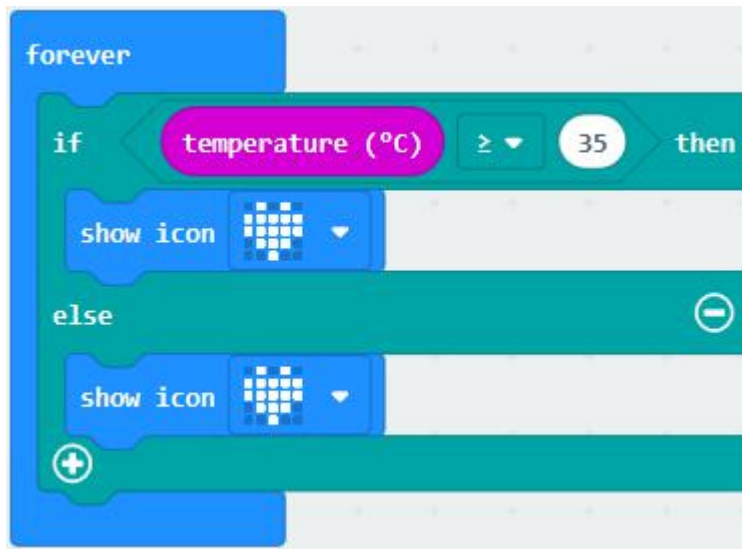 forever
if temperature (°C) ≥ 35 then
show icon
else
show icon